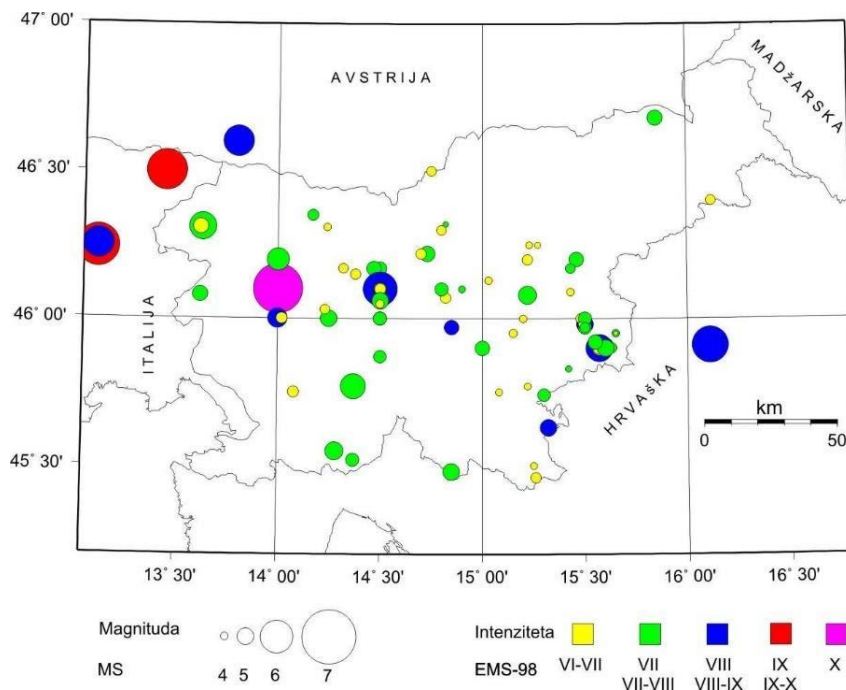 47° 00'
AVSTRIJA
MADžARSKA
46° 30'
46° 00'
ITALIJA
HRVAšKA
km
0 50
45° 30'
13° 30' 14° 00' 14° 30' 15° 00' 15° 30' 16° 00' 16° 30'
Magnituda
MS
4 5 6 7
Intenziteta
EMS-98
VI-VII VII VIII IX X
VII-VIII VIII-IX IX-X